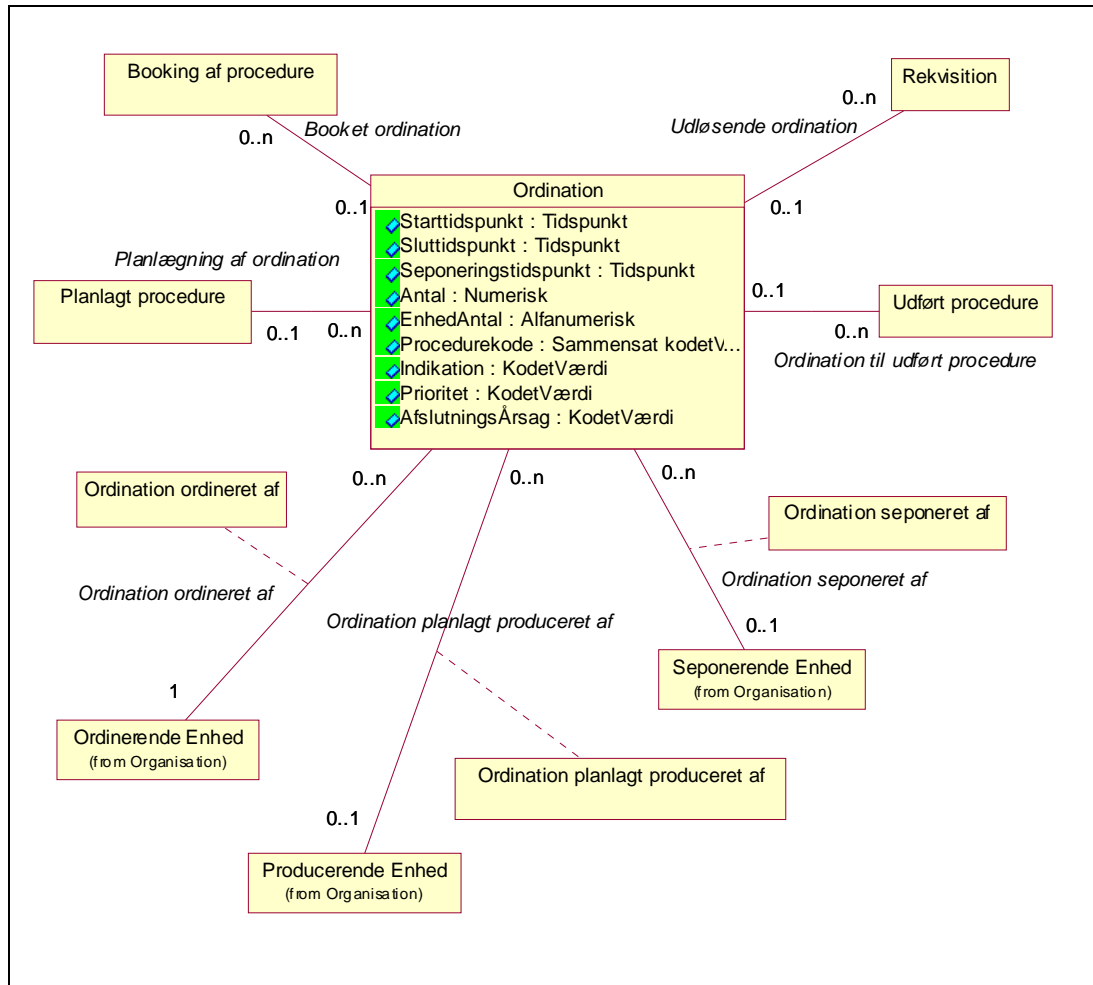 Booking af procedure
Rekvisition
0..n
0..n
Booket ordination
Udløsende ordination
Ordination
0..1
0..1
Starttidspunkt : Tidspunkt
Sluttidspunkt : Tidspunkt
Seponeringstidspunkt : Tidspunkt
Antal : Numerisk
EnhedAntal : Alfanumerisk
Procedurekode : Sammensat kodetV...
Indikation : KodetVærdi
Prioritet : KodetVærdi
AfslutningsÅrsag : KodetVærdi
Planlægning af ordination
Planlagt procedure
0..1
0..n
0..1
Udført procedure
0..n
Ordination til udført procedure
0..n
0..n
0..n
Ordination ordineret af
Ordination seponeret af
Ordination ordineret af
Ordination seponeret af
Ordination planlagt produceret af
0..1
Seponerende Enhed
(from Organisation)
1
Ordinerende Enhed
(from Organisation)
Ordination planlagt produceret af
0..1
Producerende Enhed
(from Organisation)